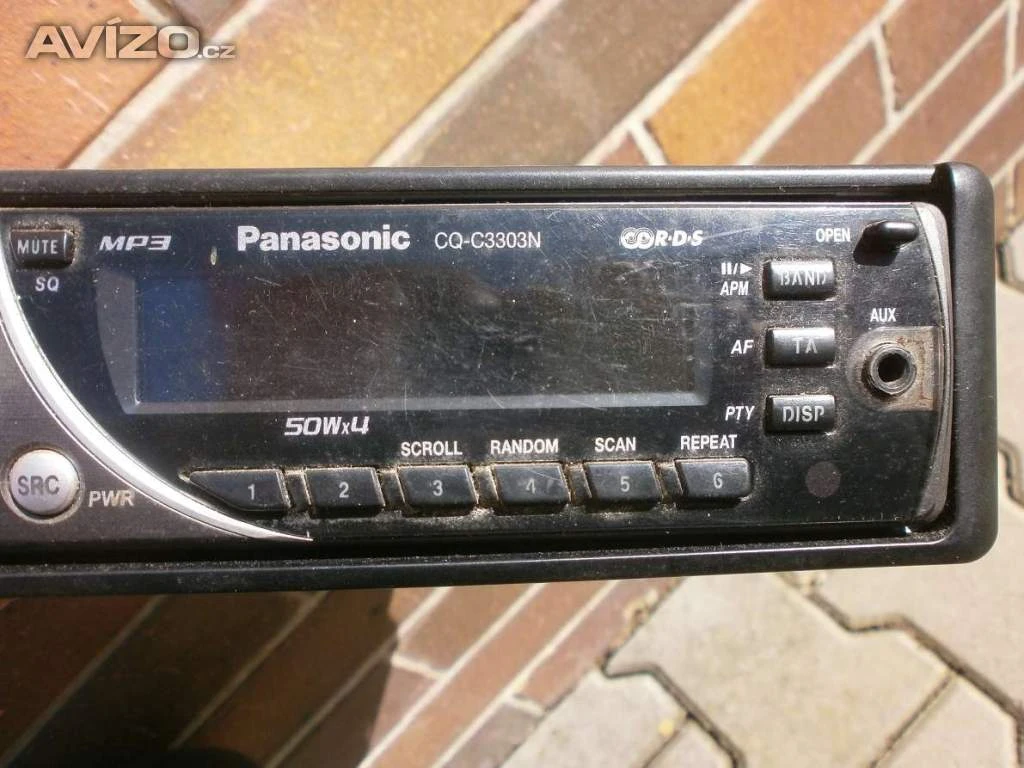 AVÍZO.cz
MUTE
SQ
MP3
Panasonic
CQ-C3303N
R·D·S
OPEN
II/▶
APM
BAND
AUX
AF
TA
PTY
DISP
50Wx4
SCROLL
RANDOM
SCAN
REPEAT
1
2
3
4
5
6
SRC
PWR